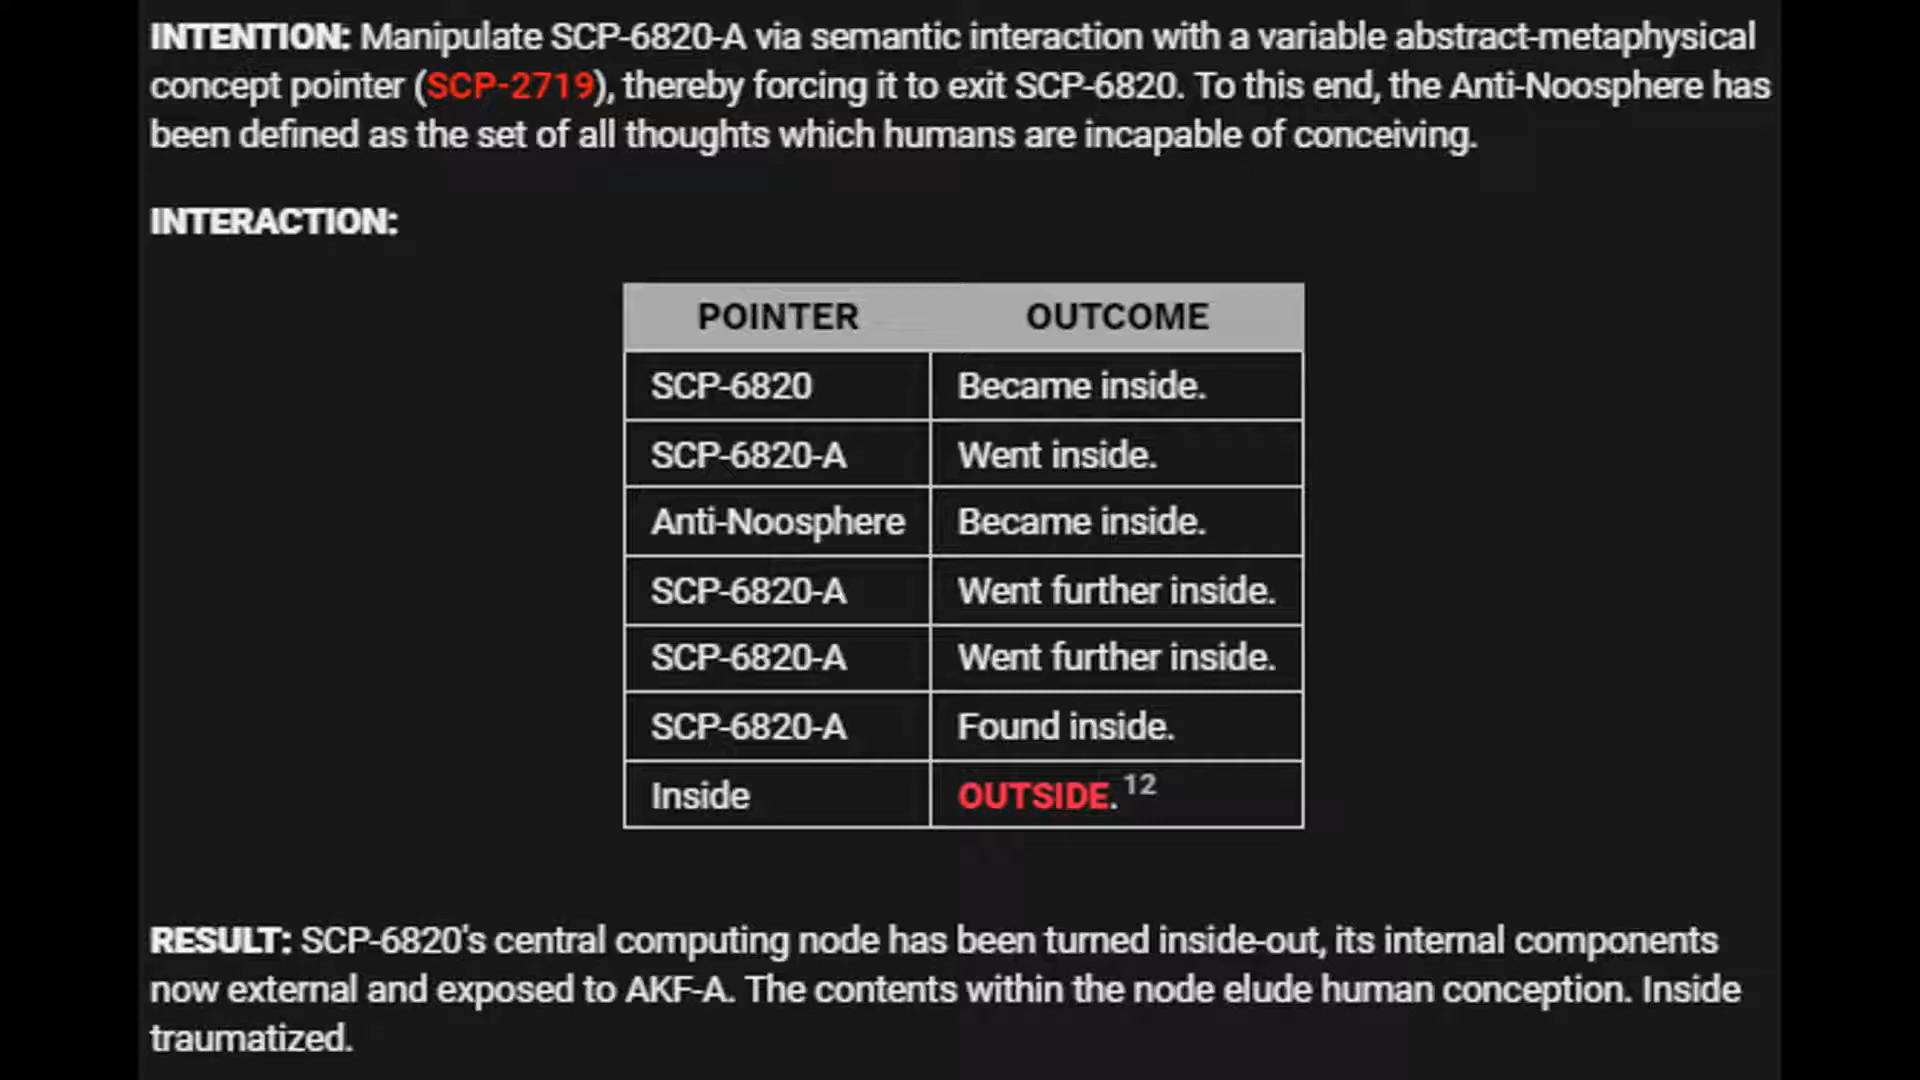 INTENTION: Manipulate SCP-6820-A via semantic interaction with a variable abstract-metaphysical
concept pointer (SCP-2719), thereby forcing it to exit SCP-6820. To this end, the Anti-Noosphere has
been defined as the set of all thoughts which humans are incapable of conceiving.
INTERACTION:
POINTER OUTCOME
SCP-6820 Became inside.
SCP-6820-A Went inside.
Anti-Noosphere Became inside.
SCP-6820-A Went further inside.
SCP-6820-A Went further inside.
SCP-6820-A Found inside.
Inside OUTSIDE.12
RESULT: SCP-6820's central computing node has been turned inside-out, its internal components
now external and exposed to AKF-A. The contents within the node elude human conception. Inside
traumatized.